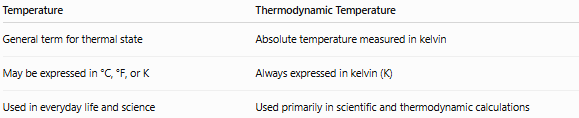 Temperature Thermodynamic Temperature
General term for thermal state Absolute temperature measured in kelvin
May be expressed in °C, °F, or K Always expressed in kelvin (K)
Used in everyday life and science Used primarily in scientific and thermodynamic calculations